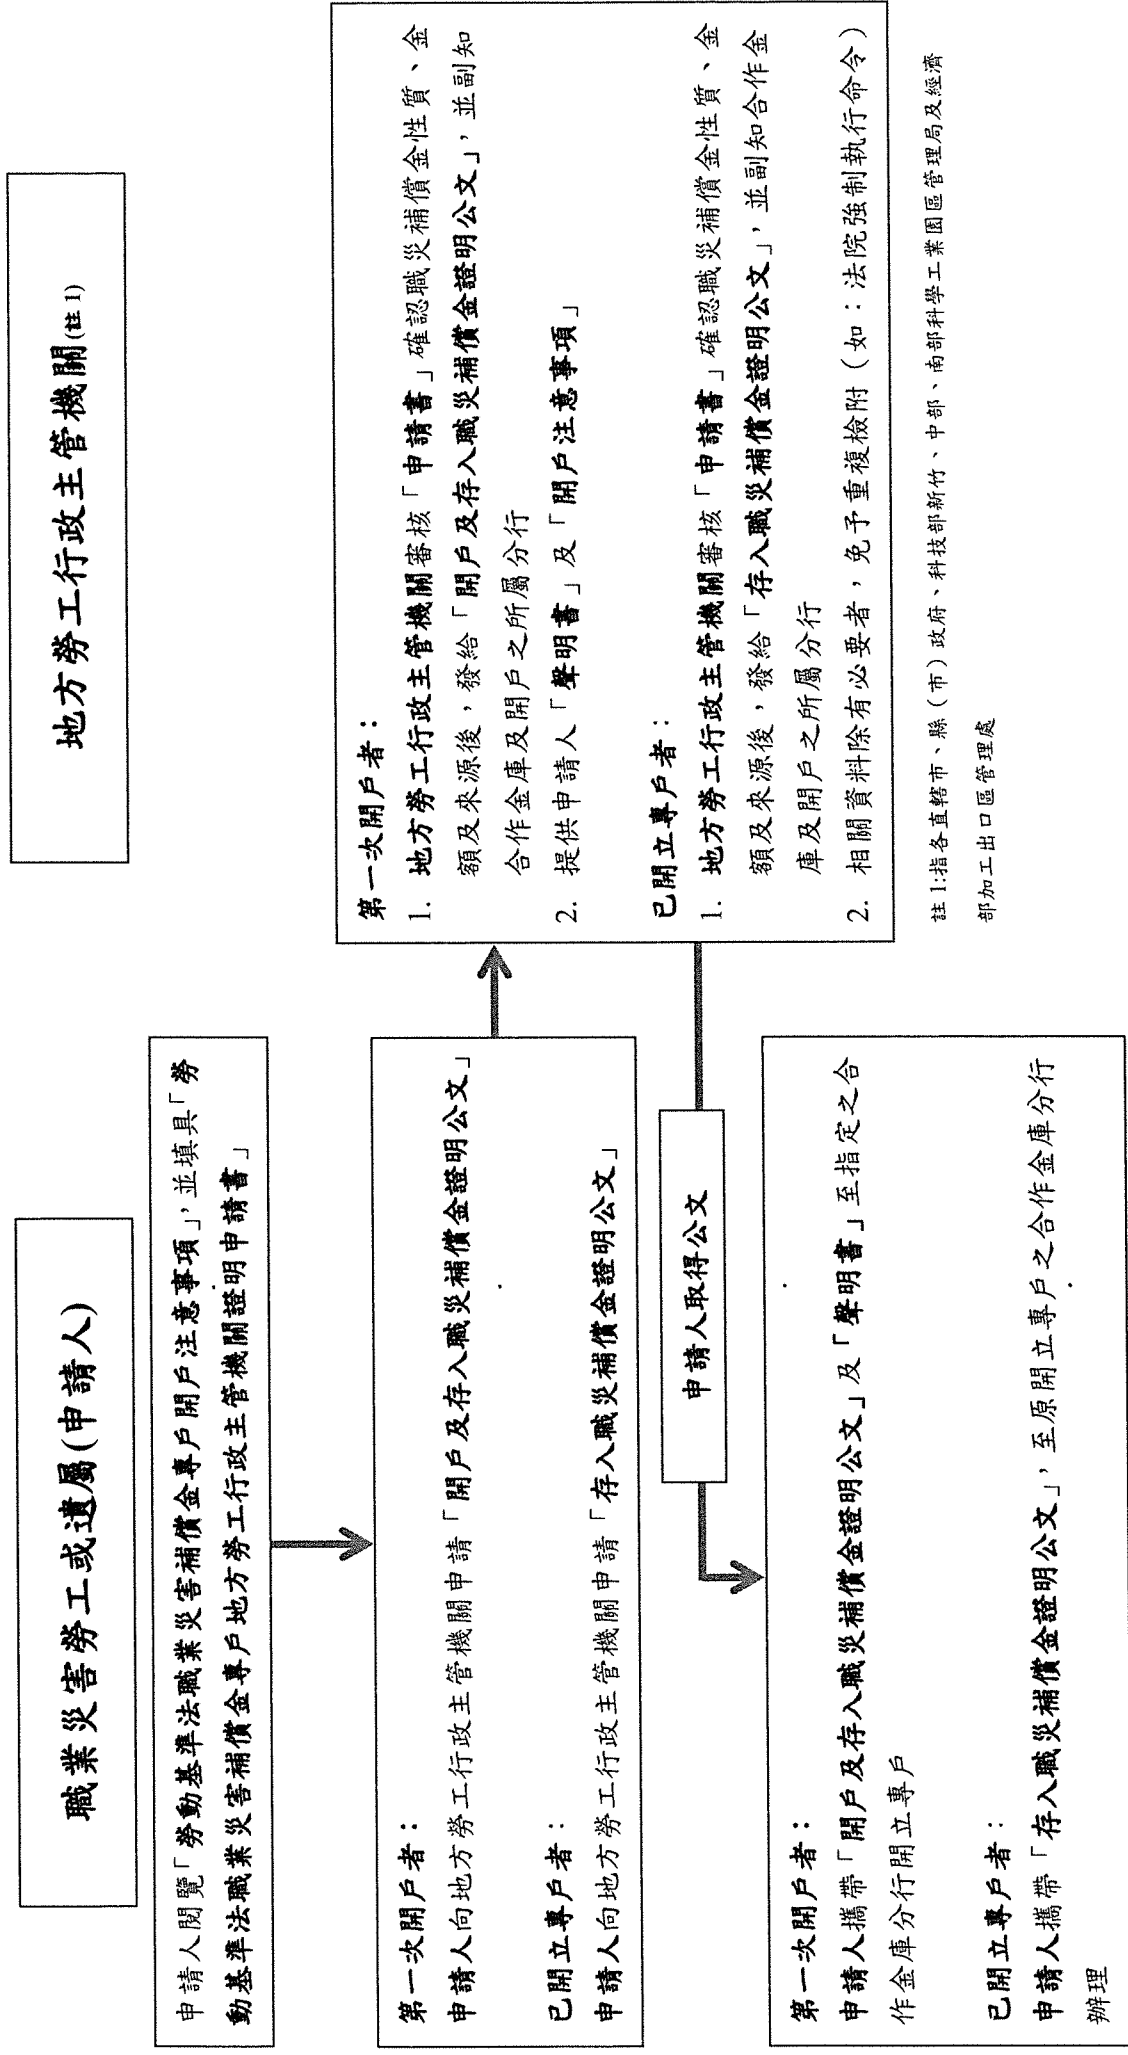 職業災害勞工或遺屬(申請人)
地方勞工行政主管機關(註 1)
申請人閱覽「勞動基準法職業災害補償金專戶開戶注意事項」,並填具「勞
動基準法職業災害補償金專戶地方勞工行政主管機關證明申請書」
第一次開戶者：
申請人向地方勞工行政主管機關申請「開戶及存入職災補償金證明公文」
已開立專戶者：
申請人向地方勞工行政主管機關申請「存入職災補償金證明公文」
第一次開戶者：
1. 地方勞工行政主管機關審核「申請書」確認職災補償金性質、金
額及來源後，發給「開戶及存入職災補償金證明公文」，並副知
合作金庫及開戶之所屬分行
2. 提供申請人「聲明書」及「開戶注意事項」
已開立專戶者：
1. 地方勞工行政主管機關審核「申請書」確認職災補償金性質、金
額及來源後，發給「存入職災補償金證明公文」，並副知合作金
庫及開戶之所屬分行
2. 相關資料除有必要者，免予重複檢附（如：法院強制執行命令）
註 1:指各直轄市、縣（市）政府、科技部新竹、中部、南部科學工業園區管理局及經濟
部加工出口區管理處
申請人取得公文
第一次開戶者：
申請人攜帶「開戶及存入職災補償金證明公文」及「聲明書」至指定之合
作金庫分行開立專戶
已開立專戶者：
申請人攜帶「存入職災補償金證明公文」，至原開立專戶之合作金庫分行
辦理